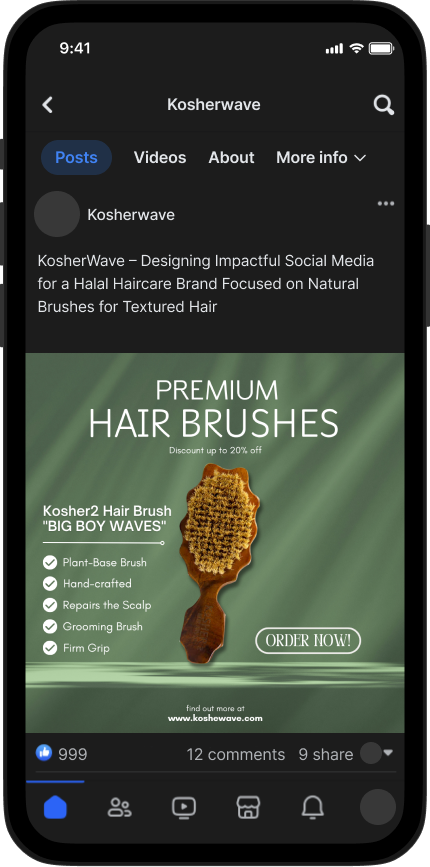 9:41
Kosherwave
Posts Videos About More info
Kosherwave
KosherWave – Designing Impactful Social Media
for a Halal Haircare Brand Focused on Natural
Brushes for Textured Hair
PREMIUM
HAIR BRUSHES
Discount up to 20% off
Kosher2 Hair Brush
"BIG BOY WAVES"
Plant-Base Brush
Hand-crafted
Repairs the Scalp
Grooming Brush
Firm Grip
ORDER NOW!
find out more at
www.koshewave.com
999 12 comments 9 share